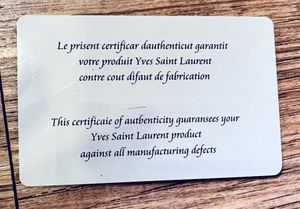 Le prisent certificar dauthenticut garantit
votre produit Yves Saint Laurent
contre cout difaut de fabrication
This certificaie of authenticity guaransees your
Yves Saint Laurent product
against all manufacturing defects